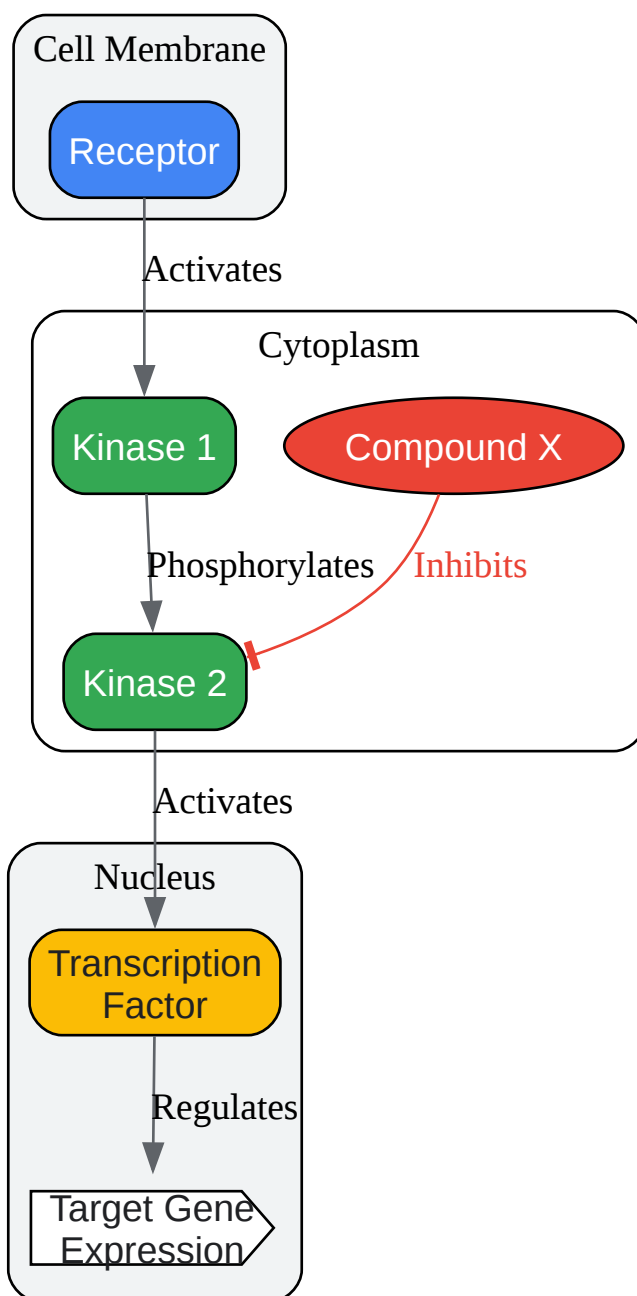 Cell Membrane
Receptor
Activates
Cytoplasm
Kinase 1
Compound X
Phosphorylates
Inhibits
Kinase 2
Activates
Nucleus
Transcription
Factor
Regulates
Target Gene
Expression